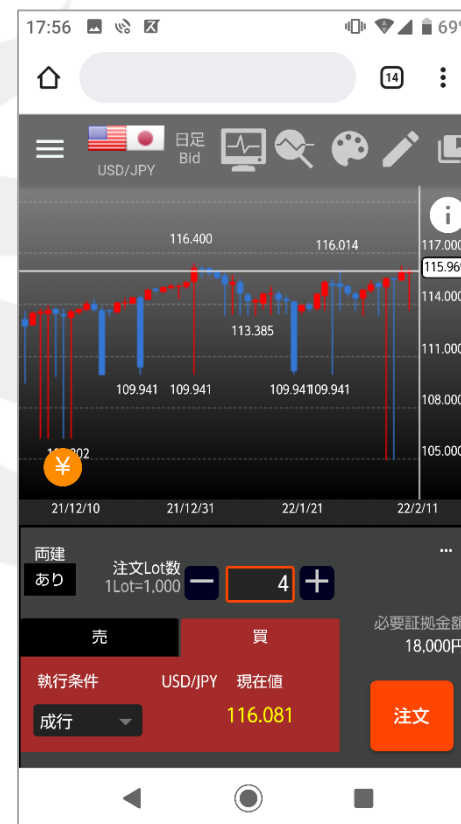 17:56 69
14
日足
Bid
USD/JPY
116.400 116.014
117.000
115.96
114.000
113.385
111.000
109.941 109.941 109.941 109.941
108.000
105.000
21/12/10 21/12/31 22/1/21 22/2/11
両建 ...
あり 注文Lot数
1Lot=1,000 4
売 買 必要証拠金額
18,000円
執行条件 USD/JPY 現在値
成行 116.081 注文